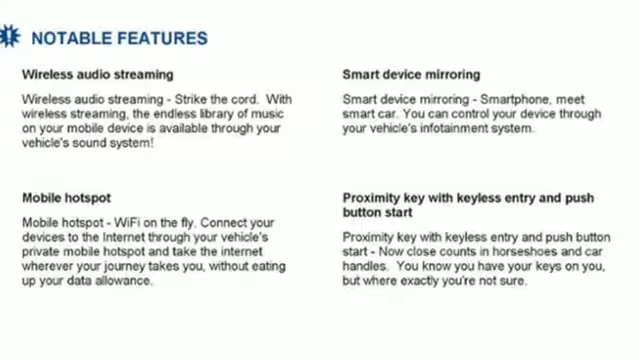 NOTABLE FEATURES
Wireless audio streaming
Wireless audio streaming - Strike the cord. With
wireless streaming, the endless library of music
on your mobile device is available through your
vehicle's sound system!
Smart device mirroring
Smart device mirroring - Smartphone, meet
smart car. You can control your device through
your vehicle's infotainment system.
Mobile hotspot
Mobile hotspot - WiFi on the fly. Connect your
devices to the Internet through your vehicle's
private mobile hotspot and take the internet
wherever your journey takes you, without eating
up your data allowance.
Proximity key with keyless entry and push
button start
Proximity key with keyless entry and push button
start - Now close counts in horseshoes and car
handles. You know you have your keys on you,
but where exactly you're not sure.